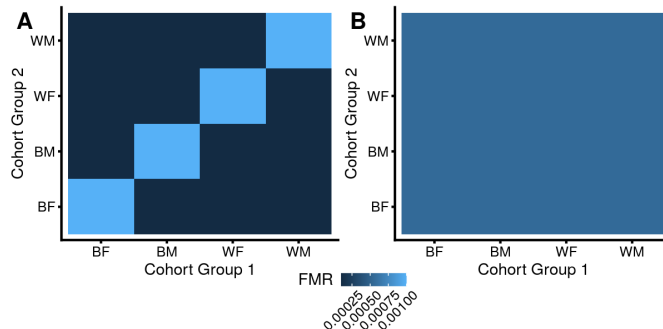 A
B
Cohort Group 2
WM
WF
BM
BF
BF BM WF WM
Cohort Group 1
Cohort Group 2
WM
WF
BM
BF
BF BM WF WM
Cohort Group 1
FMR
0.00025 0.00050 0.00075 0.00100